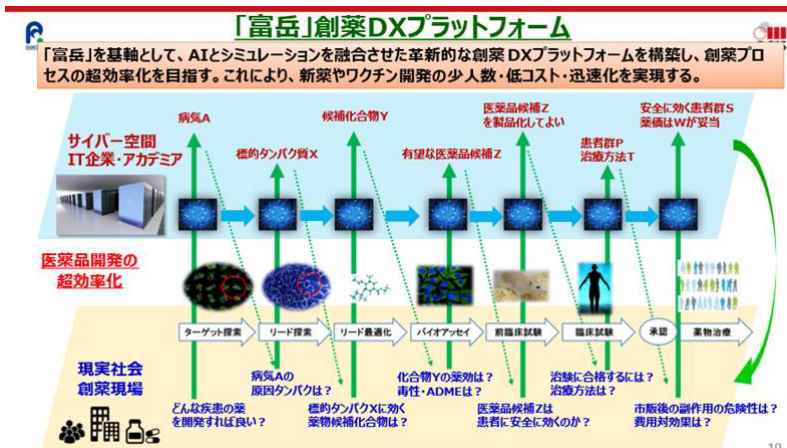 「富岳」創薬DXプラットフォーム
「富岳」を基軸として、AIとシミュレーションを融合させた革新的な創薬DXプラットフォームを構築し、創薬プロ
セスの超効率化を目指す。これにより、新薬やワクチン開発の少人数・低コスト・迅速化を実現する。
サイバー空間
IT企業・アカデミア
病気A
標的タンパク質X
候補化合物Y
有望な医薬品候補Z
医薬品候補Z
を製品化してよい
患者群P
治療方法T
安全に効く患者群S
薬価はWが妥当
医薬品開発の
超効率化
ターゲット探索
リード探索
リード最適化
バイオアッセイ
前臨床試験
臨床試験
承認
薬物治療
現実社会
創薬現場
どんな疾患の薬
を開発すれば良い?
病気Aの
原因タンパクは?
標的タンパクXに効く
薬物候補化合物は?
化合物Yの薬効は?
毒性・ADMEは?
医薬品候補Zは
患者に安全に効くのか?
治験に合格するには?
治療方法は?
市販後の副作用の危険性は?
費用対効果は?